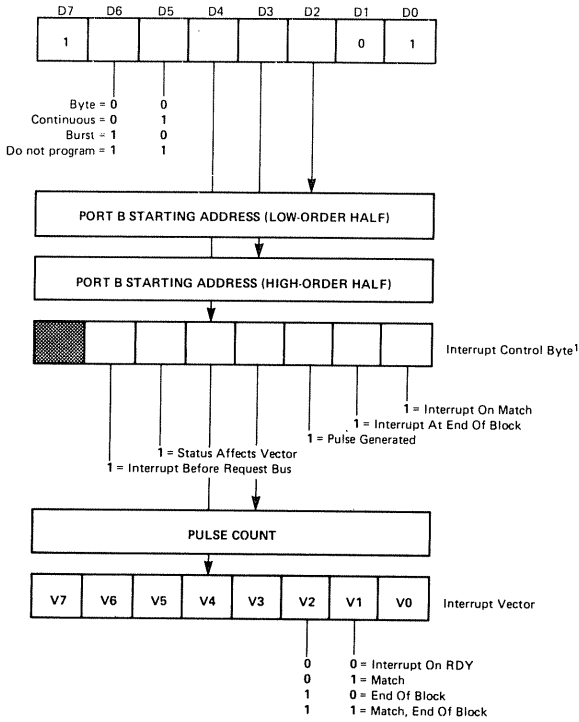 D7 D6 D5 D4 D3 D2 D1 D0
1 0 1
Byte = 0 0
Continuous = 0 1
Burst = 1 0
Do not program = 1 1
PORT B STARTING ADDRESS (LOW-ORDER HALF)
PORT B STARTING ADDRESS (HIGH-ORDER HALF)
Interrupt Control Byte1
1 = Interrupt On Match
1 = Interrupt At End Of Block
1 = Pulse Generated
1 = Status Affects Vector
1 = Interrupt Before Request Bus
PULSE COUNT
V7 V6 V5 V4 V3 V2 V1 V0 Interrupt Vector
0 0 = Interrupt On RDY
0 1 = Match
1 0 = End Of Block
1 1 = Match, End Of Block